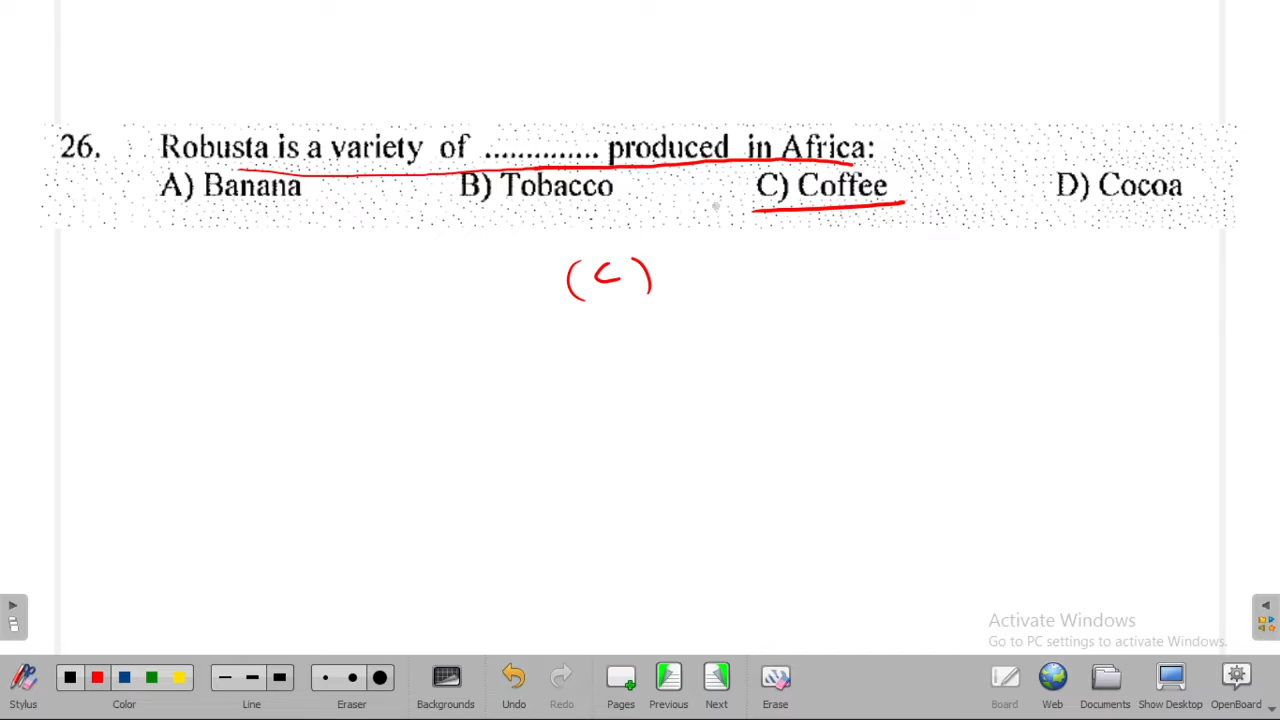 26. Robusta is a variety of .............. produced in Africa:
A) Banana B) Tobacco C) Coffee D) Cocoa
(C)
Activate Windows
Go to PC settings to activate Windows.
Stylus Color Line Eraser Backgrounds Undo Redo Pages Previous Next Erase Board Web Documents Show Desktop OpenBoard